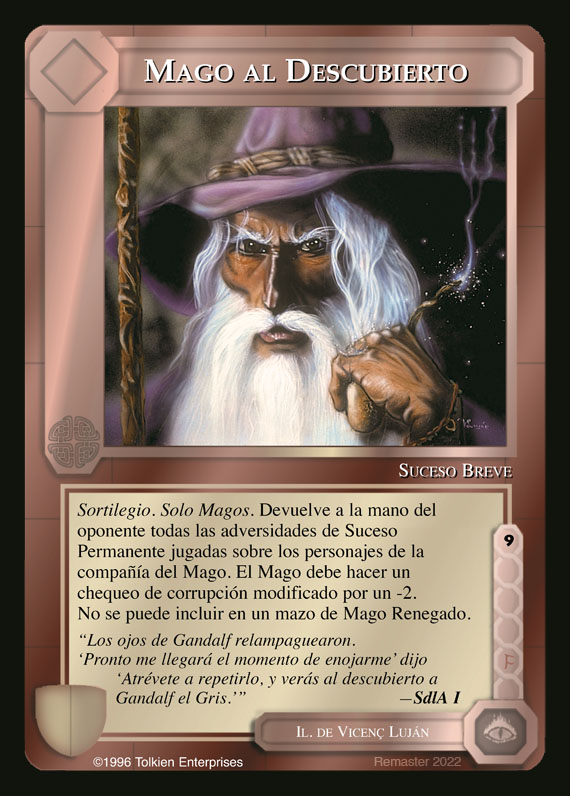 Mago al Descubierto
Suceso Breve
Sortilegio. Solo Magos. Devuelve a la mano del
oponente todas las adversidades de Suceso
Permanente jugadas sobre los personajes de la
compañía del Mago. El Mago debe hacer un
chequeo de corrupción modificado por un -2.
No se puede incluir en un mazo de Mago Renegado.
“Los ojos de Gandalf relampaguearon.
‘Pronto me llegará el momento de enojarme’ dijo
‘Atrévete a repetirlo, y verás al descubierto a
Gandalf el Gris.’” —SdlA I
9
F
Il. de Vicenç Luján
©1996 Tolkien Enterprises
Remaster 2022